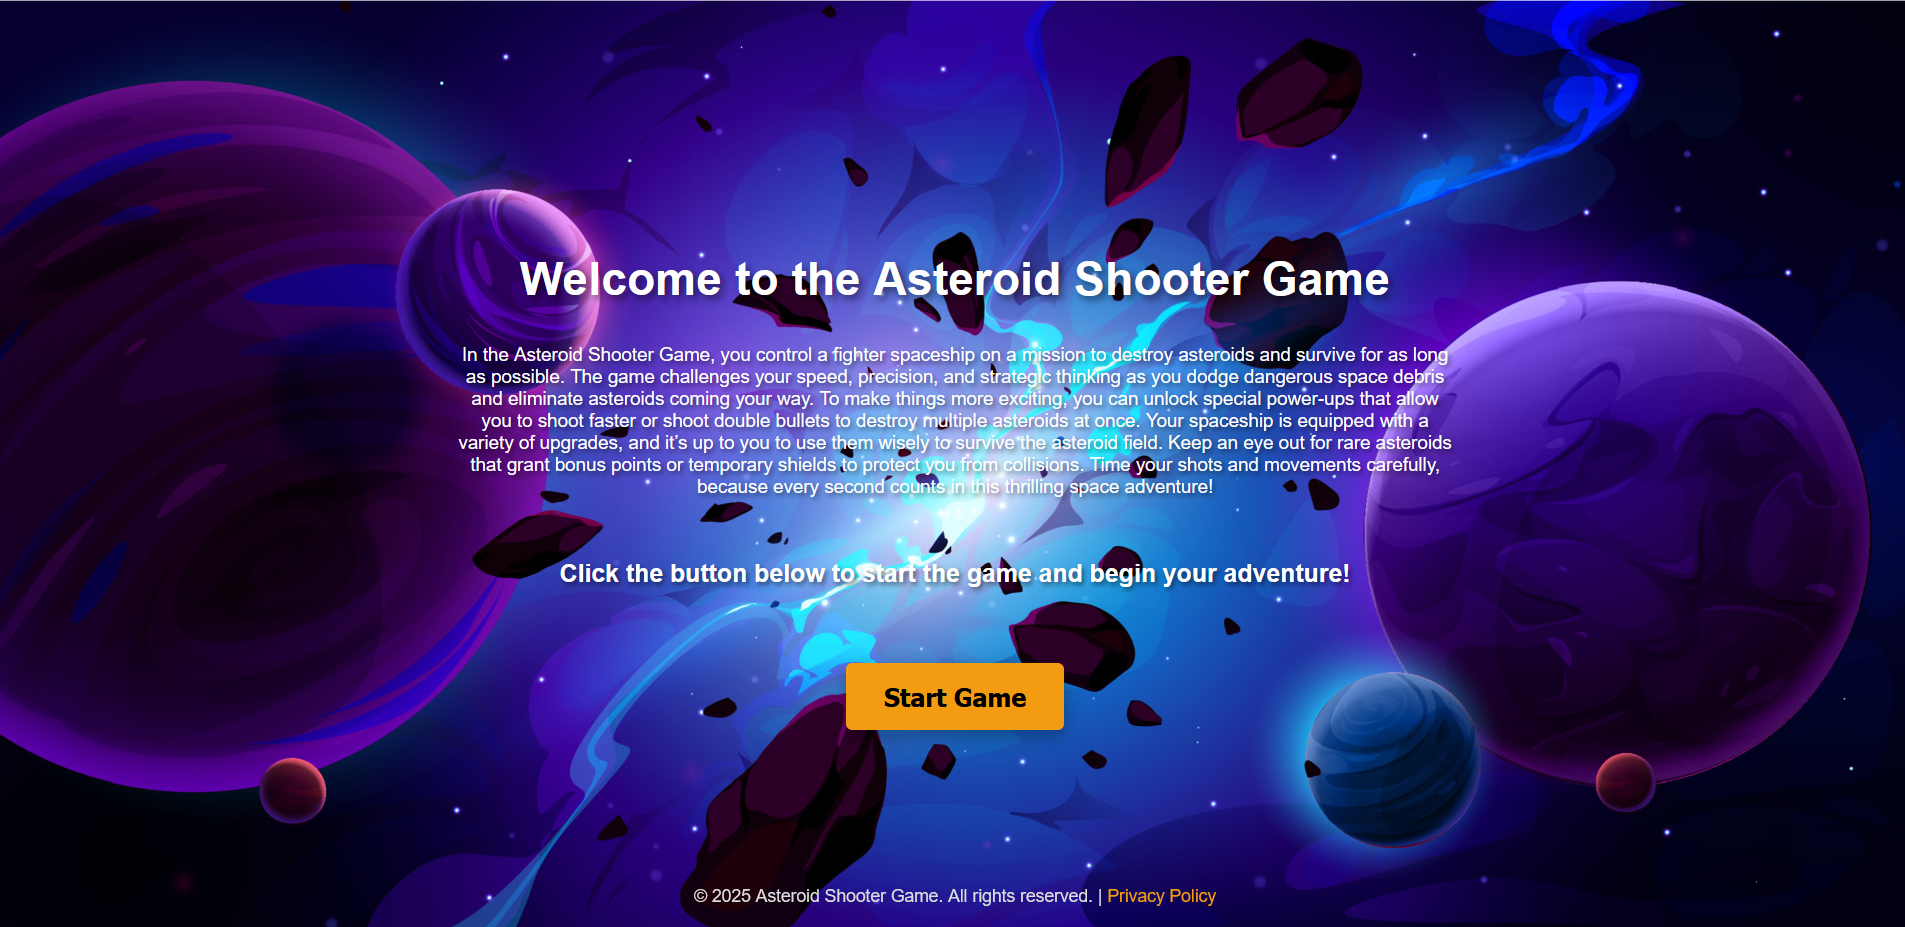 Welcome to the Asteroid Shooter Game
In the Asteroid Shooter Game, you control a fighter spaceship on a mission to destroy asteroids and survive for as long
as possible. The game challenges your speed, precision, and strategic thinking as you dodge dangerous space debris
and eliminate asteroids coming your way. To make things more exciting, you can unlock special power-ups that allow
you to shoot faster or shoot double bullets to destroy multiple asteroids at once. Your spaceship is equipped with a
variety of upgrades, and it’s up to you to use them wisely to survive the asteroid field. Keep an eye out for rare asteroids
that grant bonus points or temporary shields to protect you from collisions. Time your shots and movements carefully,
because every second counts in this thrilling space adventure!
Click the button below to start the game and begin your adventure!
Start Game
© 2025 Asteroid Shooter Game. All rights reserved. | Privacy Policy